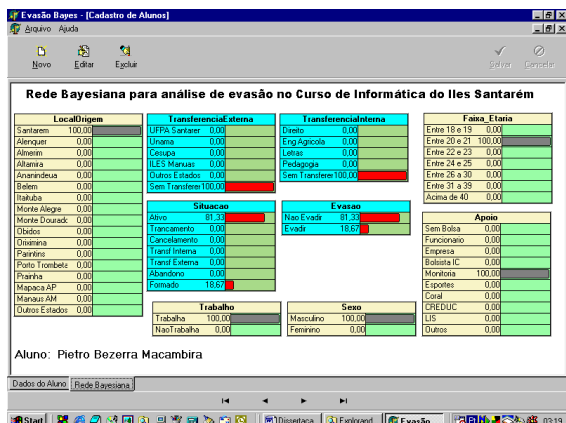 Evasão Bayes - [Cadastro de Alunos]
Arquivo Ajuda
Novo Editar Excluir Salvar Cancelar
Rede Bayesiana para análise de evasão no Curso de Informática do Iles Santarém
LocalOrigem
Santarem 100,00
Alenquer 0,00
Almerim 0,00
Altamira 0,00
Ananindeua 0,00
Belem 0,00
Itaituba 0,00
Monte Alegre 0,00
Monte Douradc 0,00
Obidos 0,00
Oriximina 0,00
Parintins 0,00
Porto Trombeta 0,00
Prainha 0,00
Mapaca AP 0,00
Manaus AM 0,00
Outros Estados 0,00
TransferenciaExterna
UFPA Santarer 0,00
Unama 0,00
Cesupa 0,00
ILES Manuas 0,00
Outros Estados 0,00
Sem Transferer 100,00
TransferenciaInterna
Direito 0,00
Eng Agricola 0,00
Letras 0,00
Pedagogia 0,00
Sem Transferer 100,00
Faixa_Etaria
Entre 18 e 19 0,00
Entre 20 e 21 100,00
Entre 22 e 23 0,00
Entre 24 e 25 0,00
Entre 26 a 30 0,00
Entre 31 a 39 0,00
Acima de 40 0,00
Situacao
Ativo 81,33
Trancamento 0,00
Cancelamento 0,00
Transf Interna 0,00
Transf Externa 0,00
Abandono 0,00
Formado 18,67
Evasao
Nao Evadir 81,33
Evadir 18,67
Apoio
Sem Bolsa 0,00
Funcionario 0,00
Empresa 0,00
Bolsista IC 0,00
Monitoria 100,00
Esportes 0,00
Coral 0,00
CREDUC 0,00
LIS 0,00
Outros 0,00
Trabalho
Trabalha 100,00
NaoTrabalha 0,00
Sexo
Masculino 100,00
Feminino 0,00
Aluno: Pietro Bezerra Macambira
Dados do Aluno Rede Bayesiana
Start Dissertaca Explorand Evasão 03:19